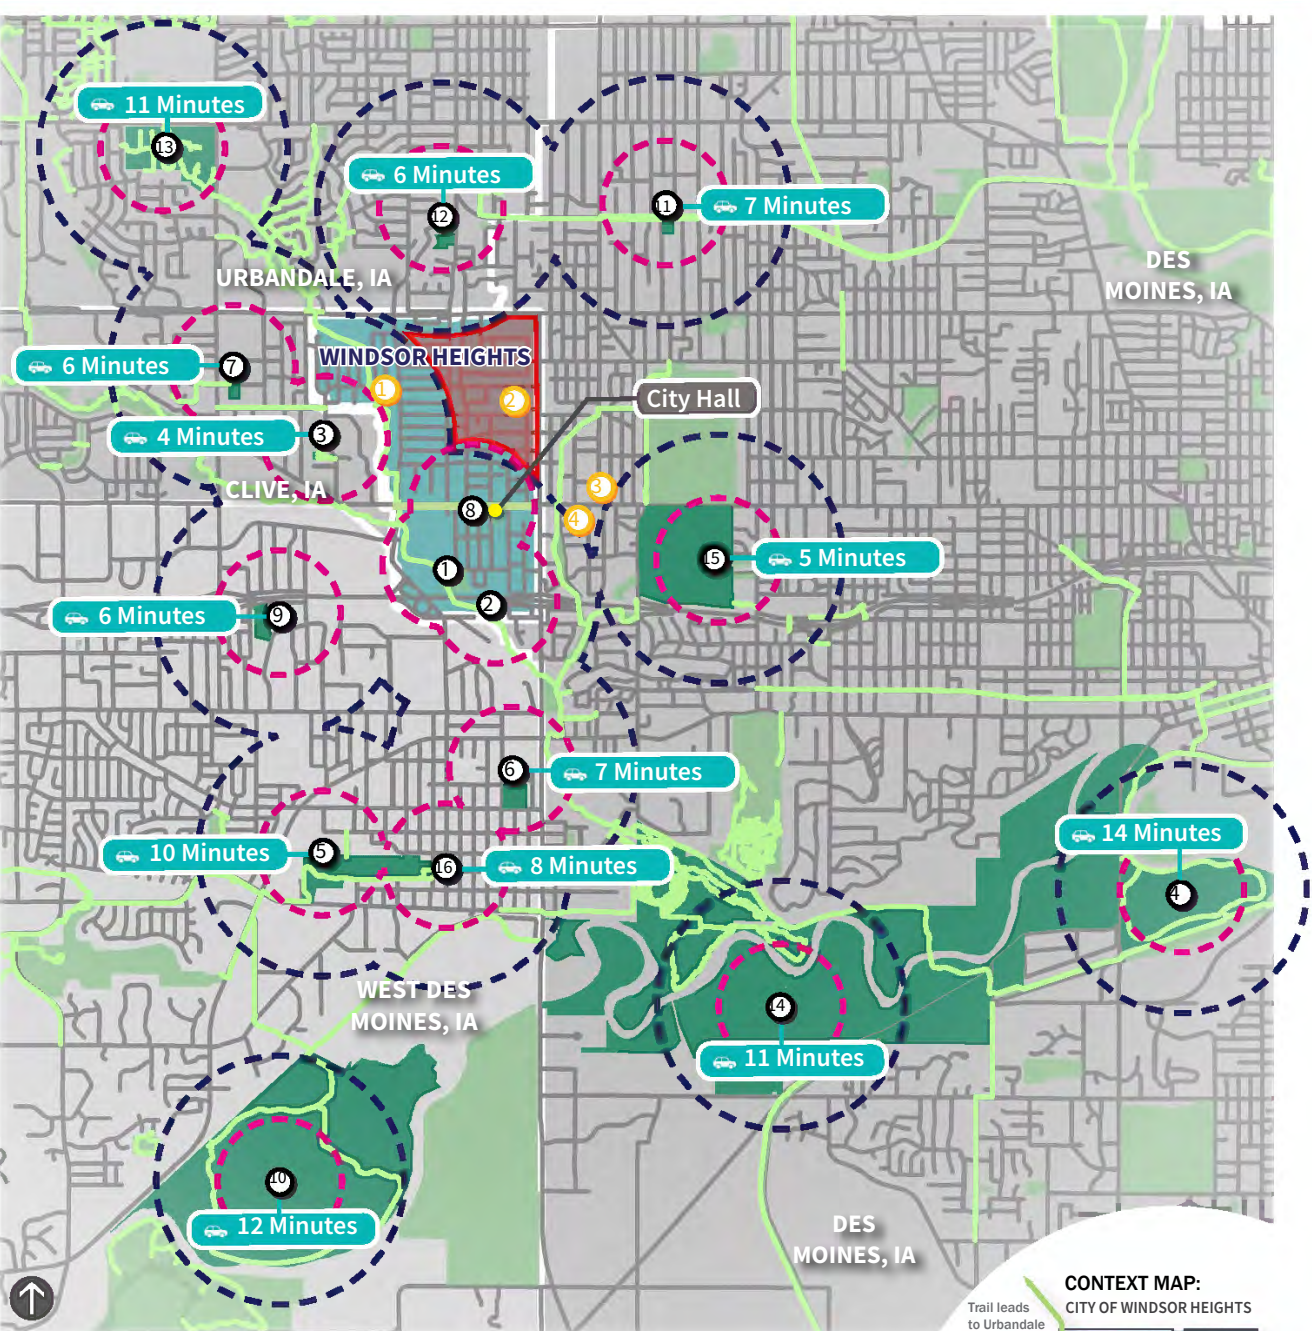 11 Minutes
13
6 Minutes
12
11
7 Minutes
URBANDALE, IA
DES
MOINES, IA
WINDSOR HEIGHTS
6 Minutes
7
1
2
City Hall
4 Minutes
3
CLIVE, IA
3
8
4
15
5 Minutes
1
2
6 Minutes
9
6
7 Minutes
14 Minutes
10 Minutes
5
16
8 Minutes
4
WEST DES
MOINES, IA
14
11 Minutes
10
12 Minutes
DES
MOINES, IA
CONTEXT MAP:
CITY OF WINDSOR HEIGHTS
Trail leads
to Urbandale